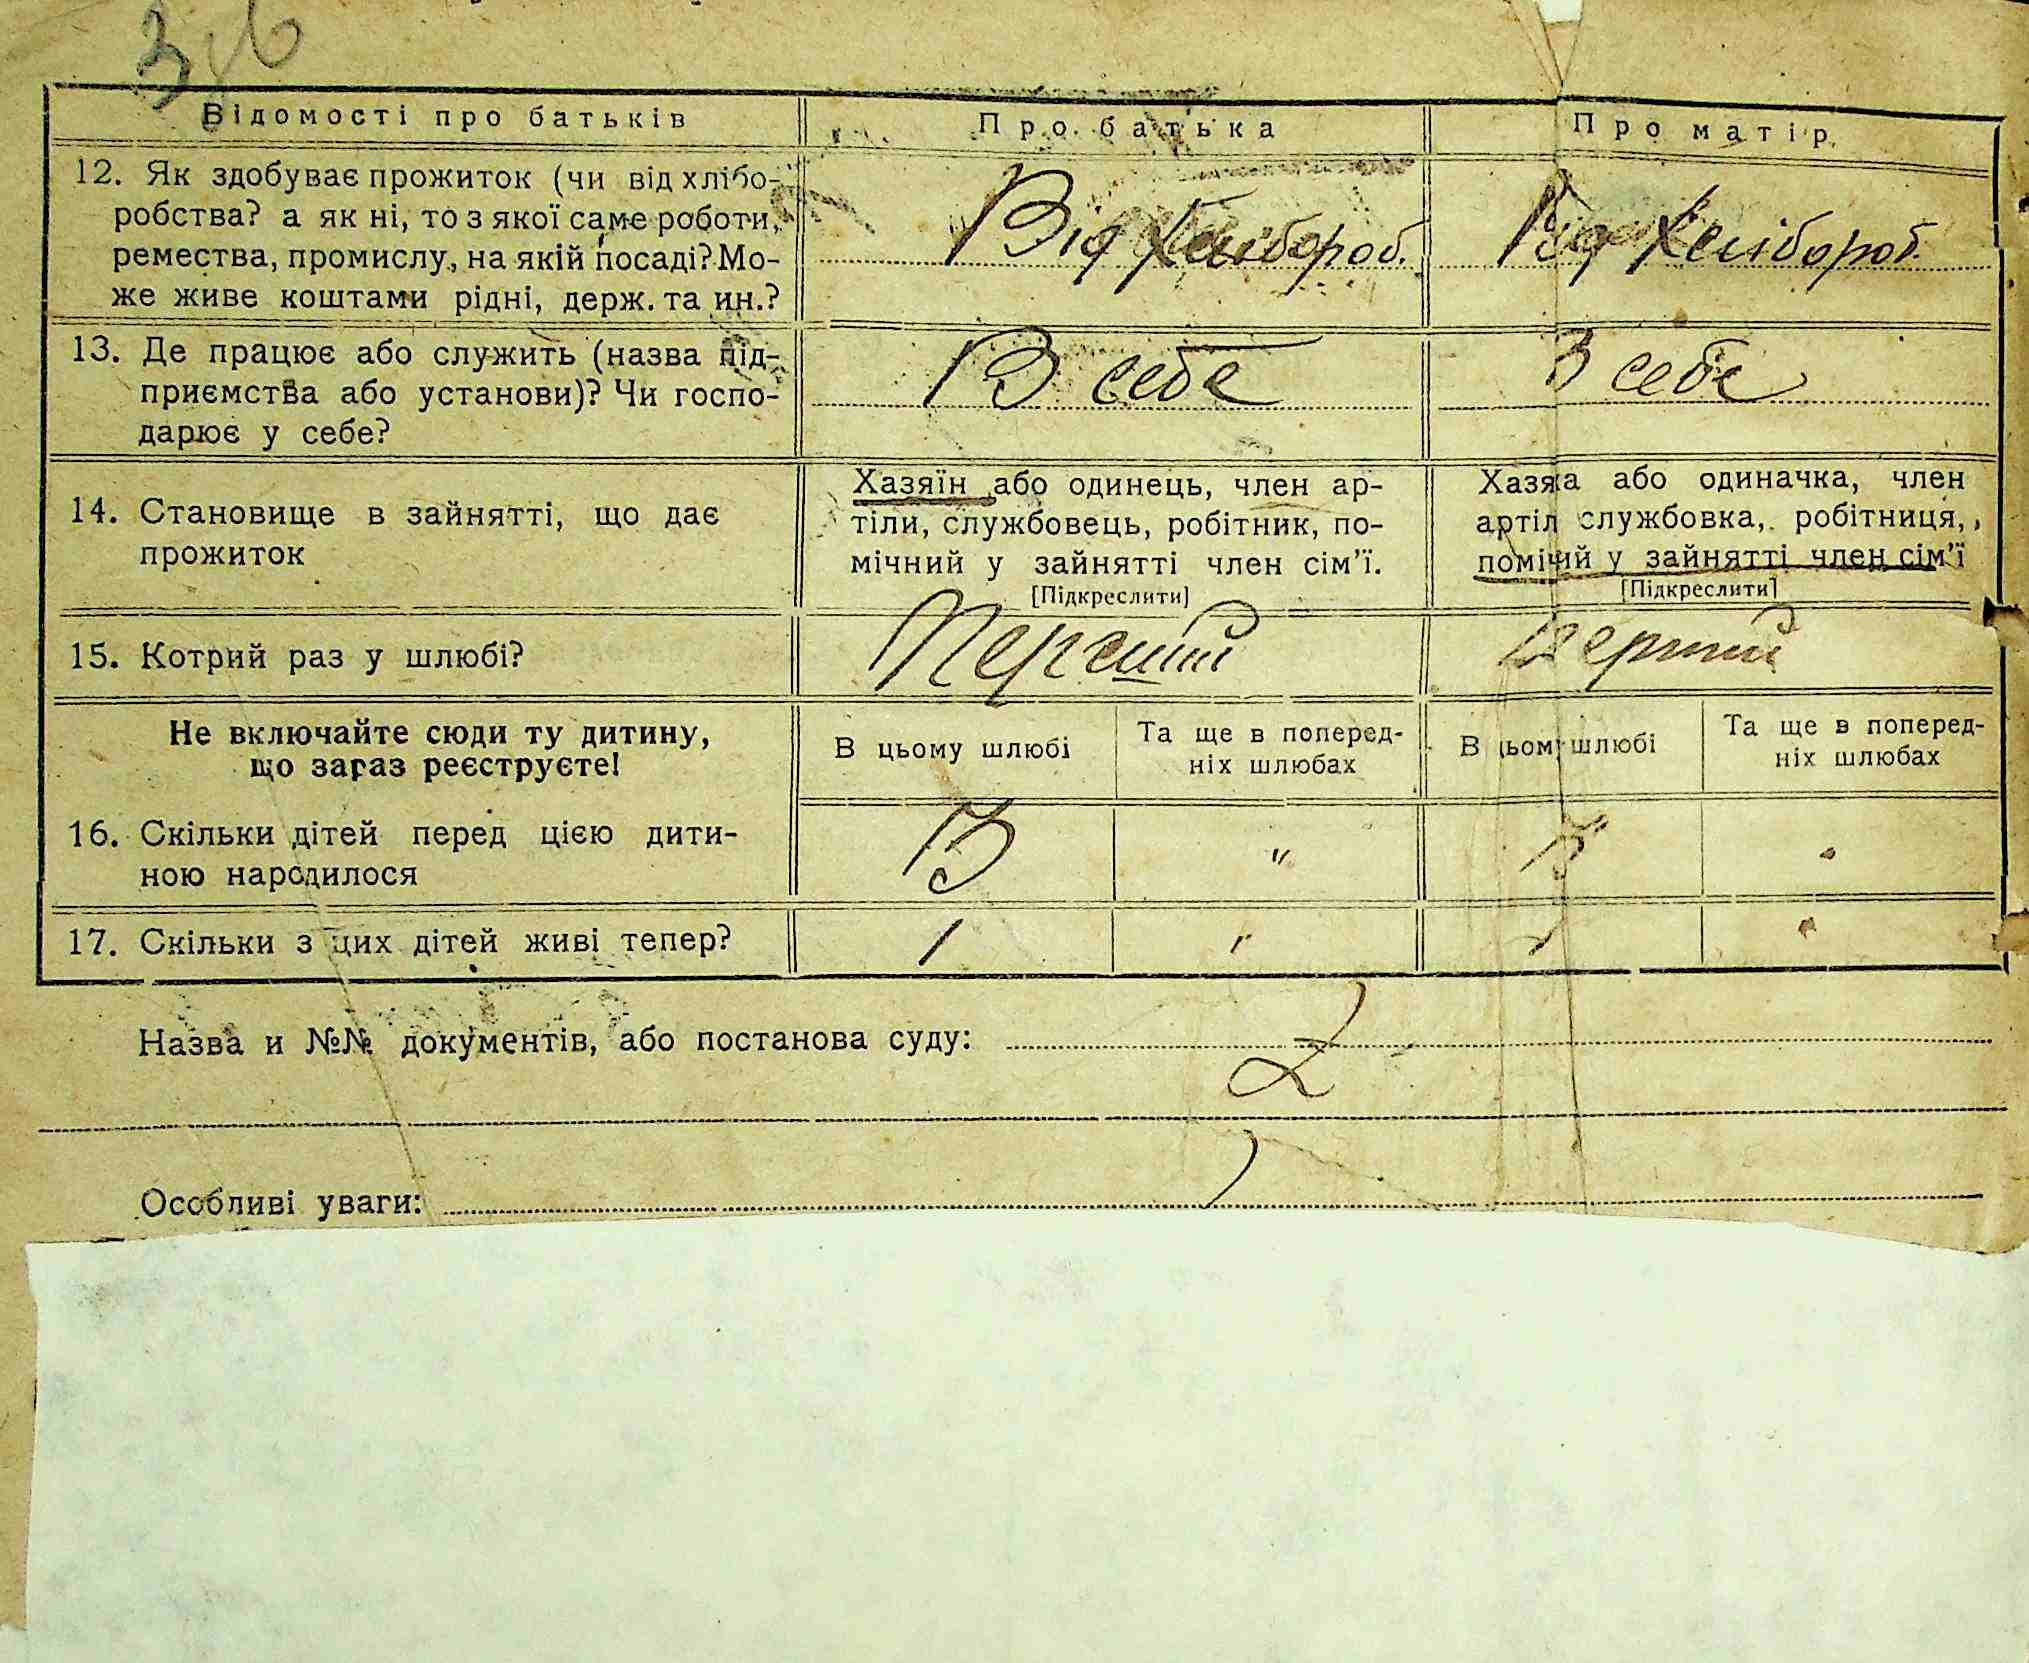 Відомості про батьків
Про батька
Про матір
12. Як здобуває прожиток (чи від хлібо-
робства? а як ні, то з якої саме роботи,
ремества, промислу, на якій посаді? Мо-
же живе коштами рідні, держ. та ин.?
Від Хлібороб.
Від Хлібороб.
13. Де працює або служить (назва під-
приємства або установи)? Чи госпо-
дарює у себе?
В себе
В себе
14. Становище в зайнятті, що дає
прожиток
Хазяїн або одинець, член ар-
тіли, службовець, робітник, по-
мічний у зайнятті член сім'ї.
[Підкреслити]
Хазяа або одиначка, член
артіл службовка, робітниця,
помічий у зайнятті член сім'ї
[Підкреслити]
15. Котрий раз у шлюбі?
Перший
перший
Не включайте сюди ту дитину,
що зараз реєструєте!
В цьому шлюбі
Та ще в поперед-
ніх шлюбах
В цьому шлюбі
Та ще в поперед-
ніх шлюбах
16. Скільки дітей перед цією дити-
ною народилося
3
"
3
"
17. Скільки з цих дітей живі тепер?
1
"
1
"
Назва и №№ документів, або постанова суду:
Особливі уваги: